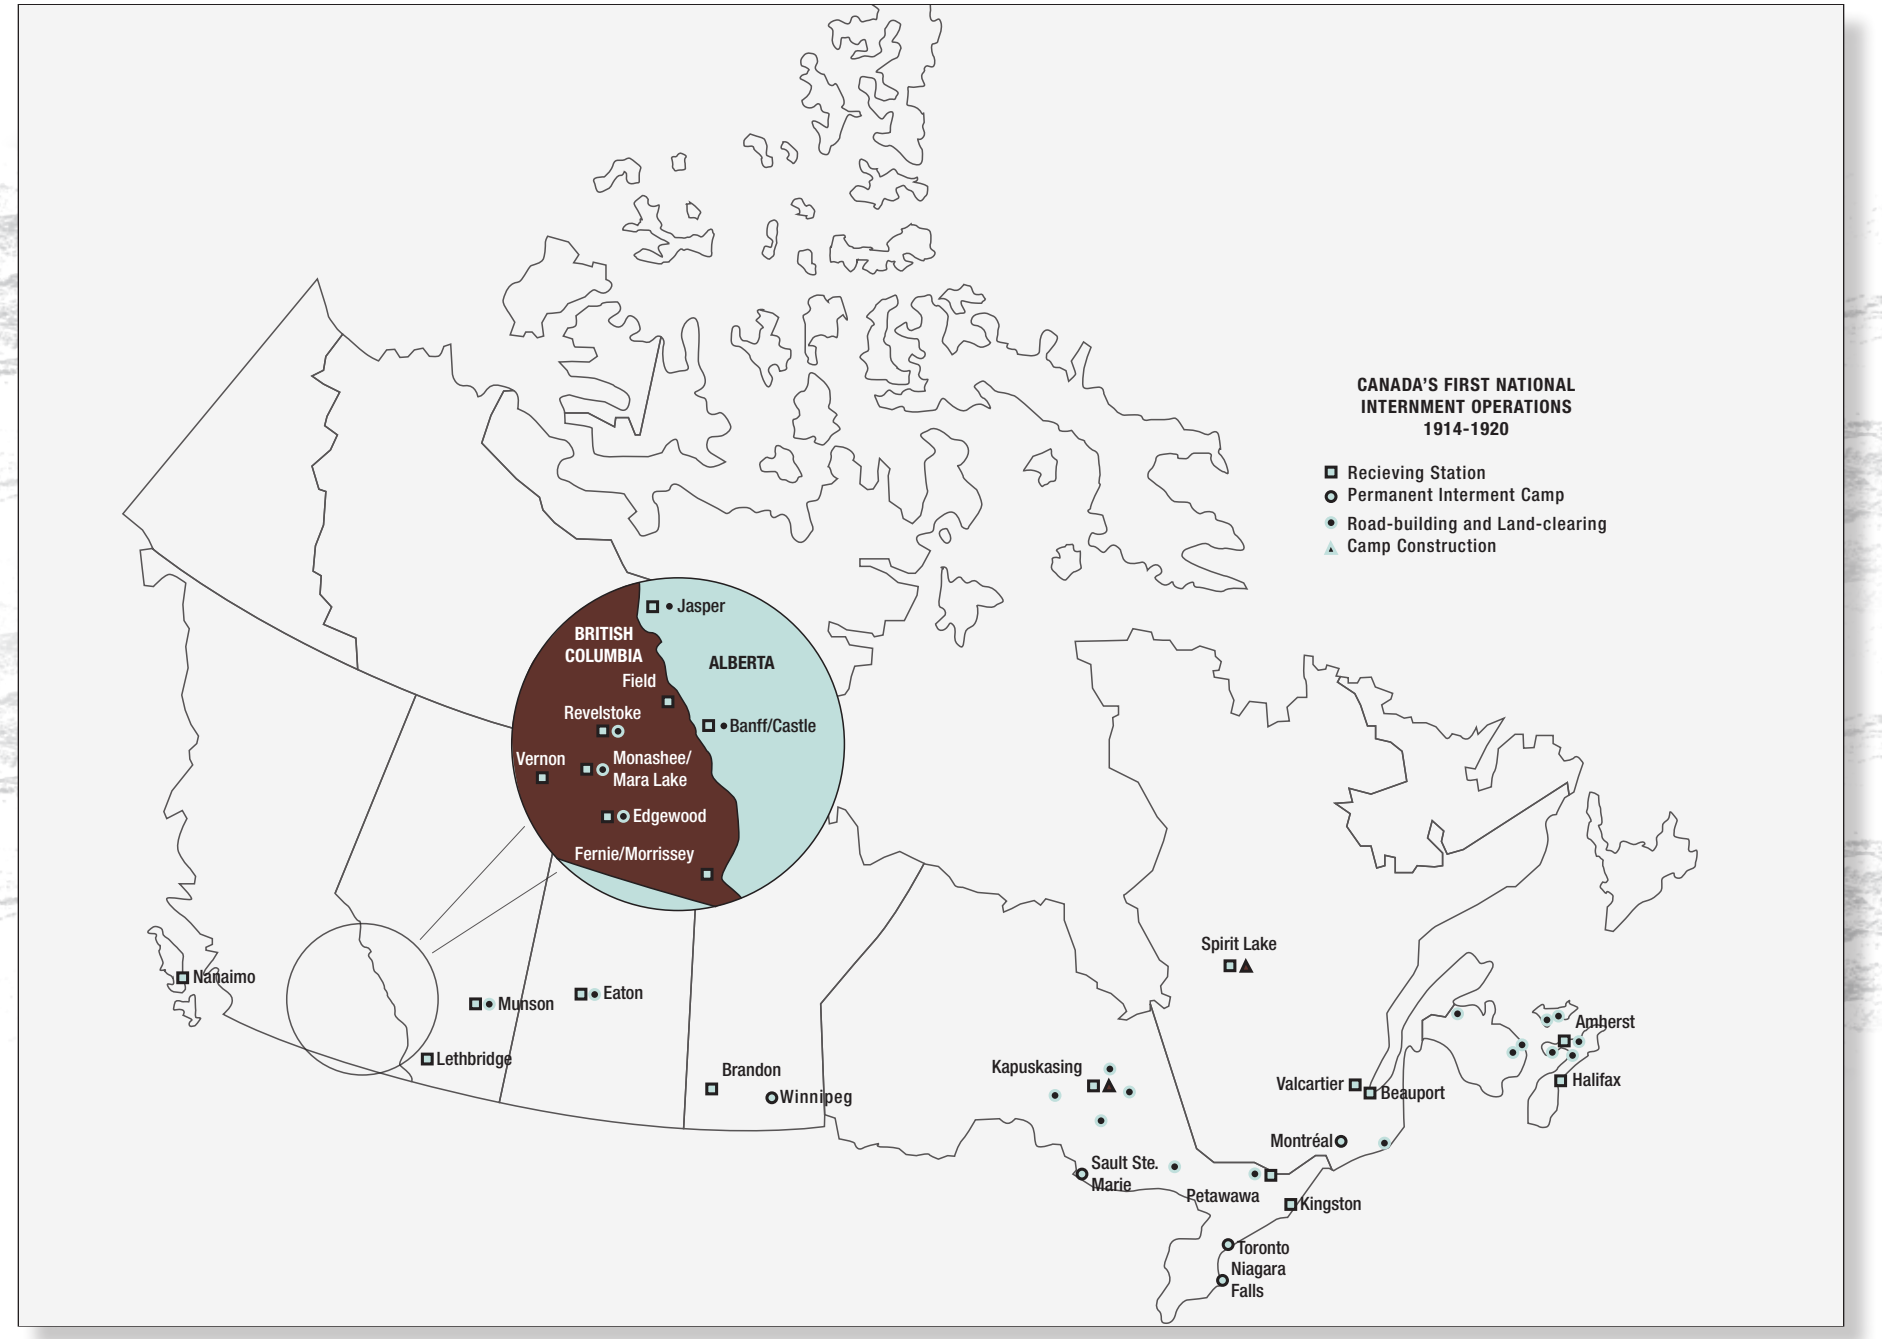 CANADA'S FIRST NATIONAL
INTERNMENT OPERATIONS
1914-1920
Recieving Station
Permanent Interment Camp
Road-building and Land-clearing
Camp Construction
Jasper
BRITISH
COLUMBIA
ALBERTA
Field
Revelstoke
Banff/Castle
Vernon
Monashee/
Mara Lake
Edgewood
Fernie/Morrissey
Nanaimo
Munson
Eaton
Lethbridge
Brandon
Winnipeg
Spirit Lake
Kapuskasing
Amherst
Halifax
Valcartier
Beauport
Montréal
Sault Ste.
Marie
Petawawa
Kingston
Toronto
Niagara
Falls